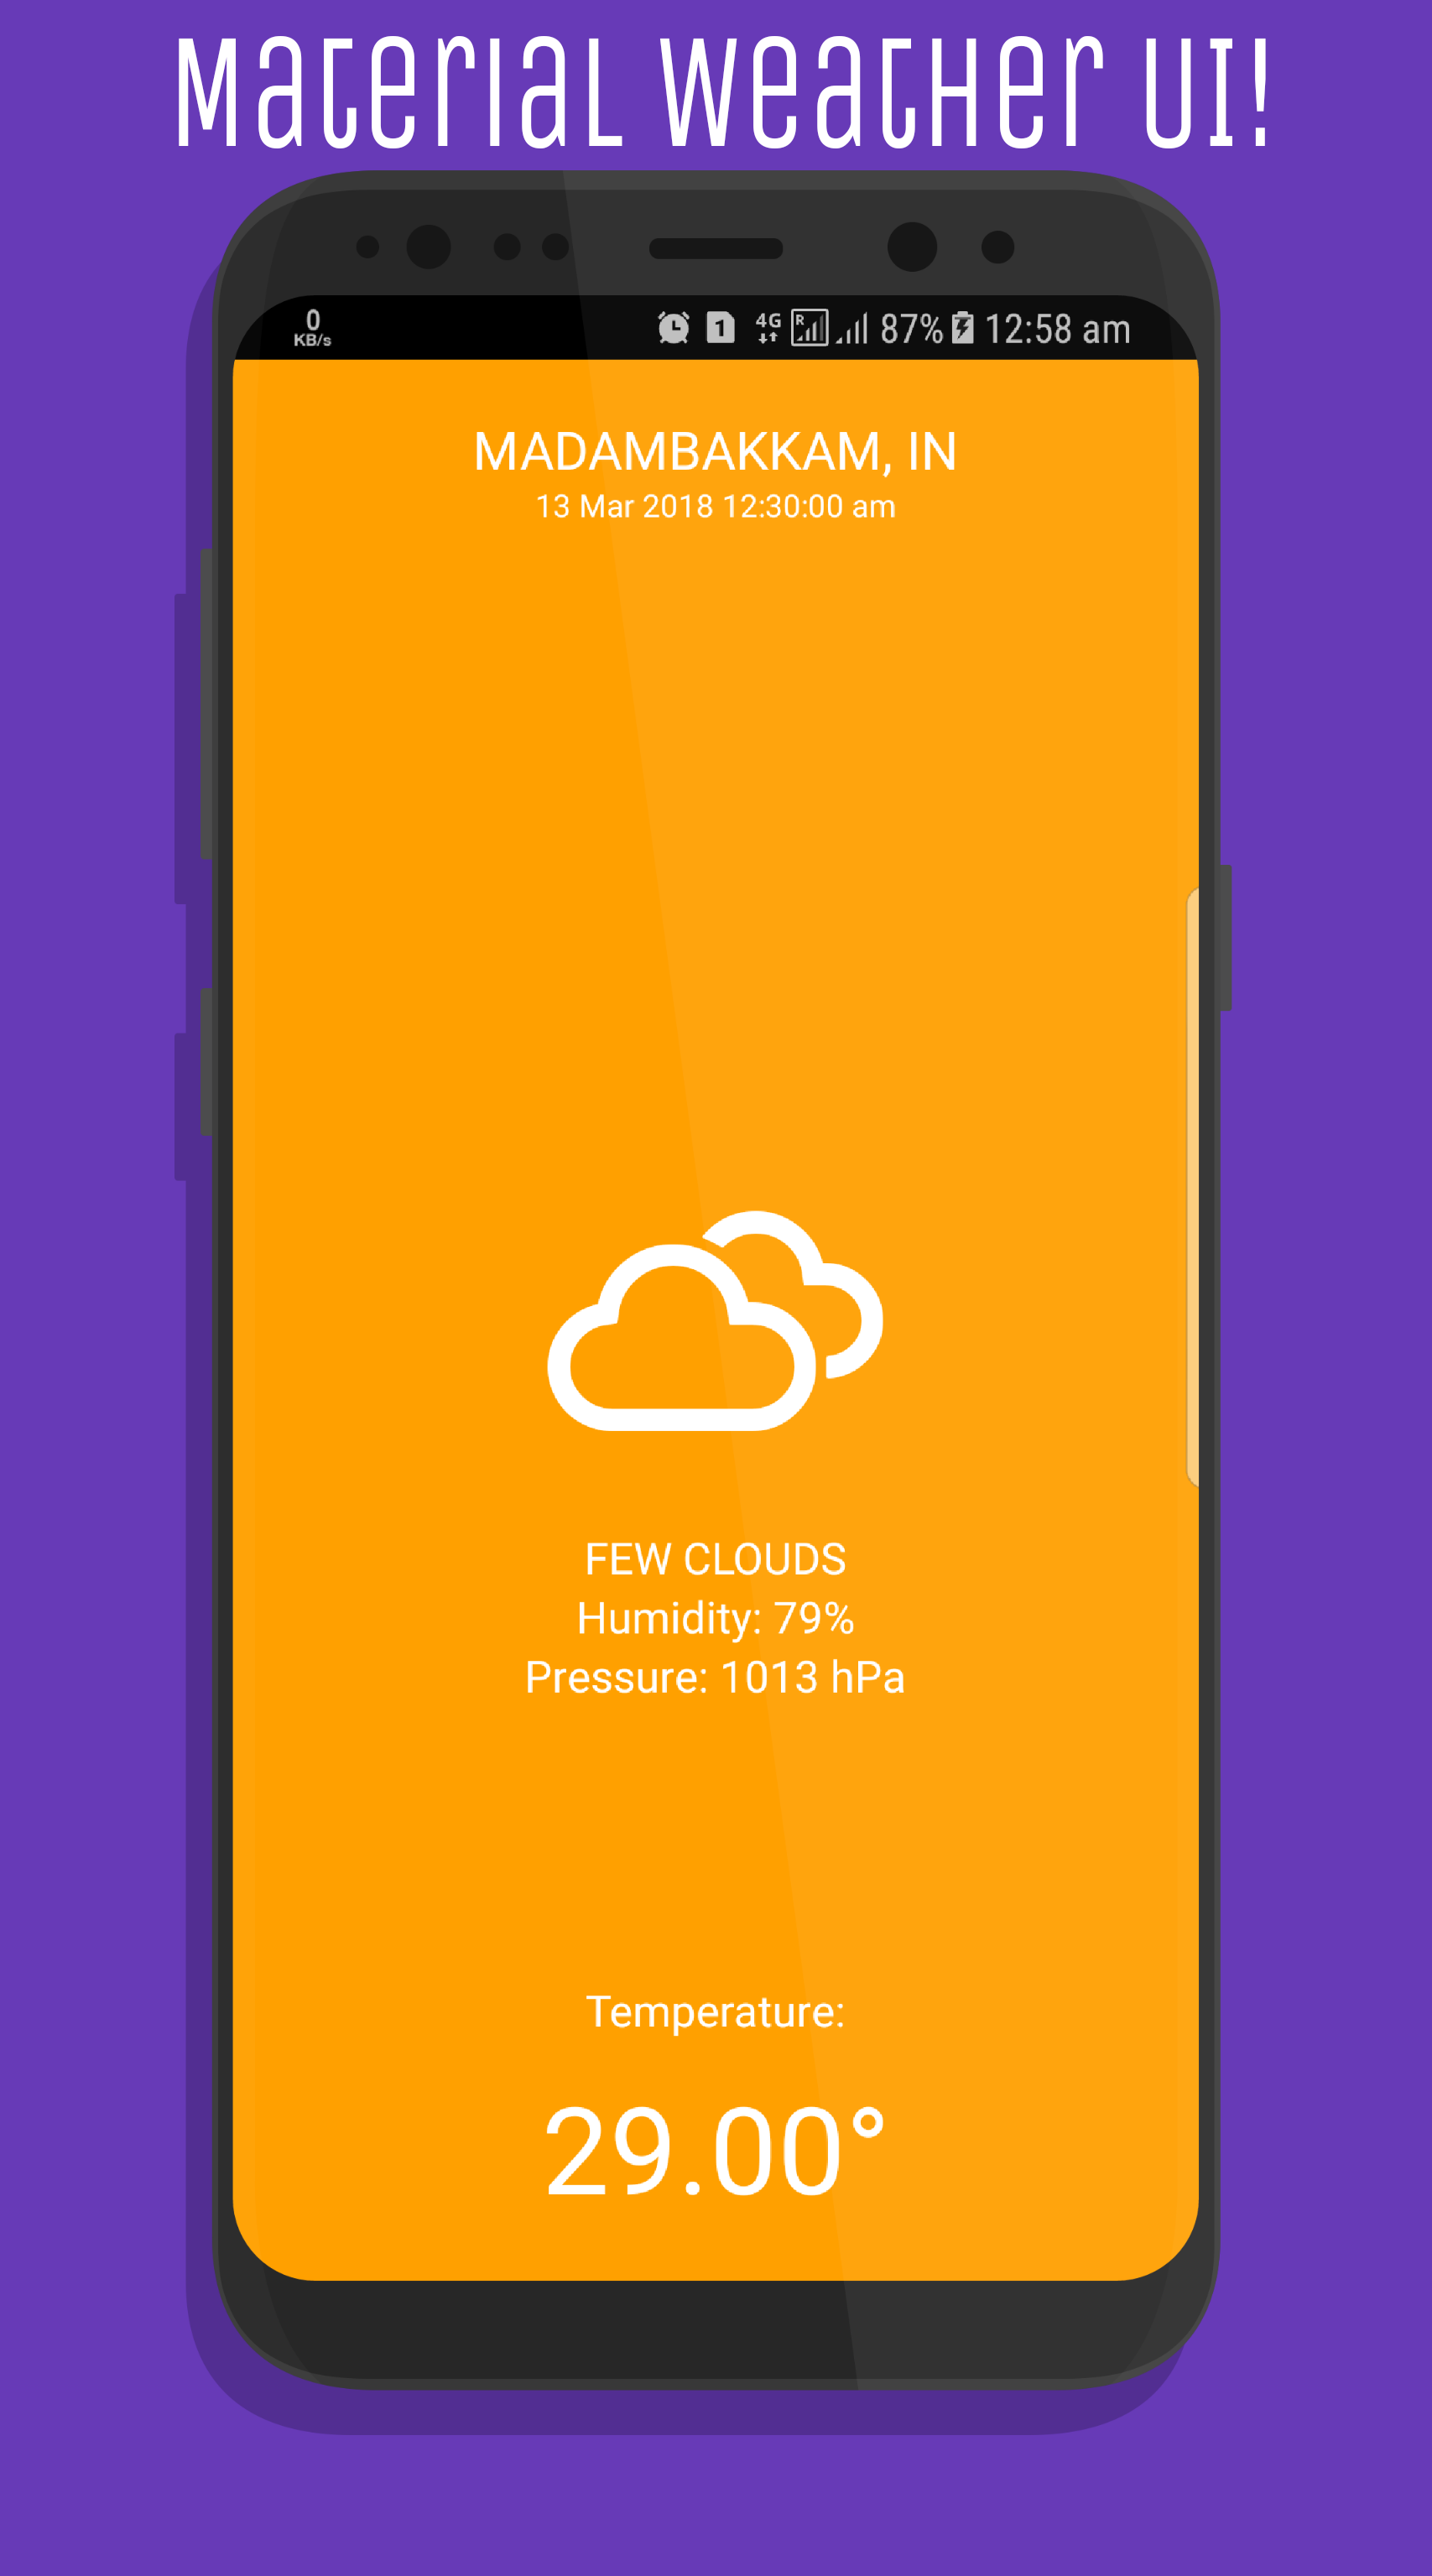 Material Weather UI!
0
KB/s
1 4G R 87% 12:58 am
MADAMBAKKAM, IN
13 Mar 2018 12:30:00 am
FEW CLOUDS
Humidity: 79%
Pressure: 1013 hPa
Temperature:
29.00°